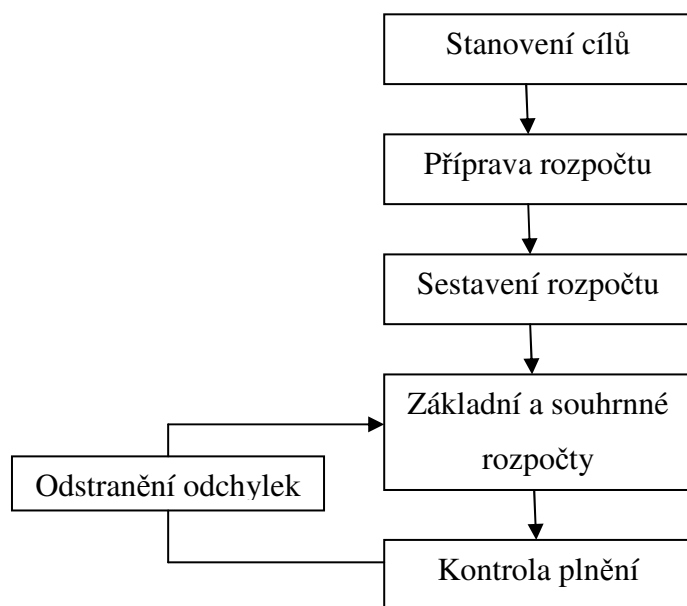 Stanovení cílů
Příprava rozpočtu
Sestavení rozpočtu
Základní a souhrnné
rozpočty
Odstranění odchylek
Kontrola plnění